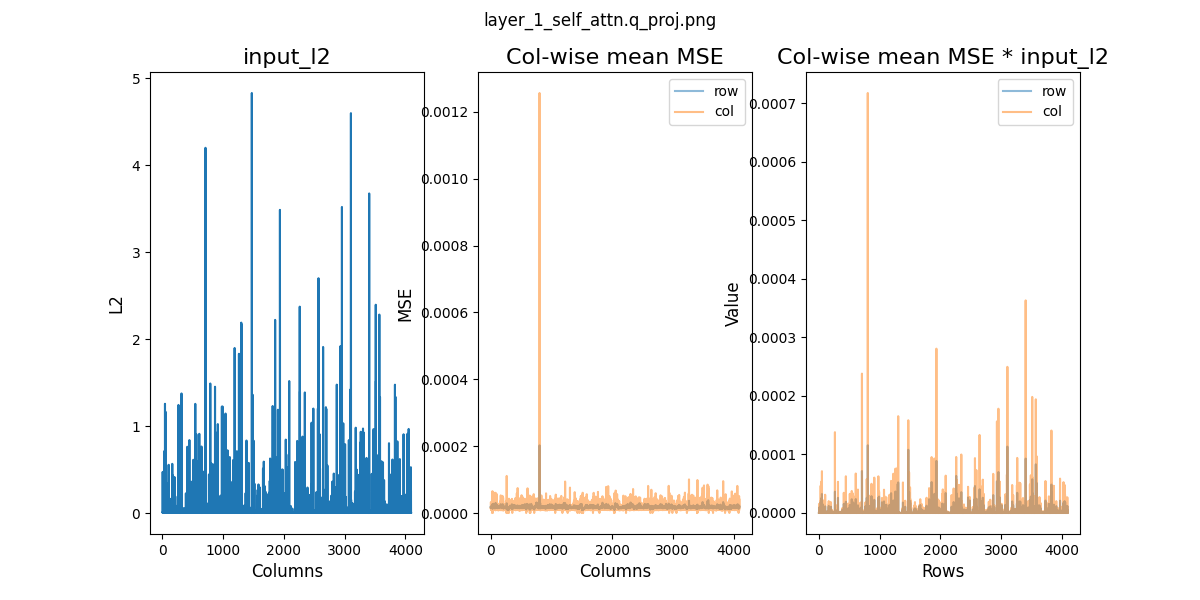 layer_1_self_attn.q_proj.png
input_l2
L2
5
4
3
2
1
0
0 1000 2000 3000 4000
Columns
Col-wise mean MSE
MSE
0.0012
0.0010
0.0008
0.0006
0.0004
0.0002
0.0000
row
col
0 1000 2000 3000 4000
Columns
Col-wise mean MSE * input_l2
Value
0.0007
0.0006
0.0005
0.0004
0.0003
0.0002
0.0001
0.0000
row
col
0 1000 2000 3000 4000
Rows